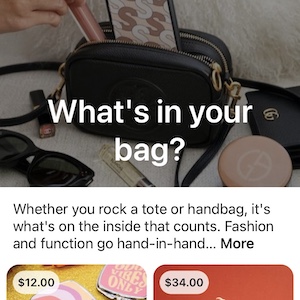 What's in your
bag?
Whether you rock a tote or handbag, it's
what's on the inside that counts. Fashion
and function go hand-in-hand... More
$12.00
$34.00
ONLY